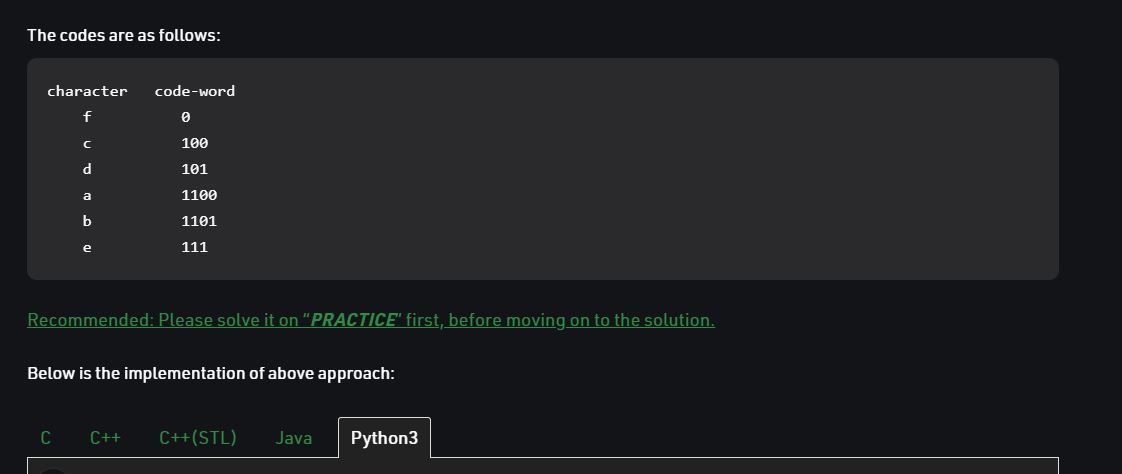 The codes are as follows:
character code-word
f 0
c 100
d 101
a 1100
b 1101
e 111
Recommended: Please solve it on “PRACTICE” first, before moving on to the solution.
Below is the implementation of above approach:
C C++ C++(STL) Java Python3